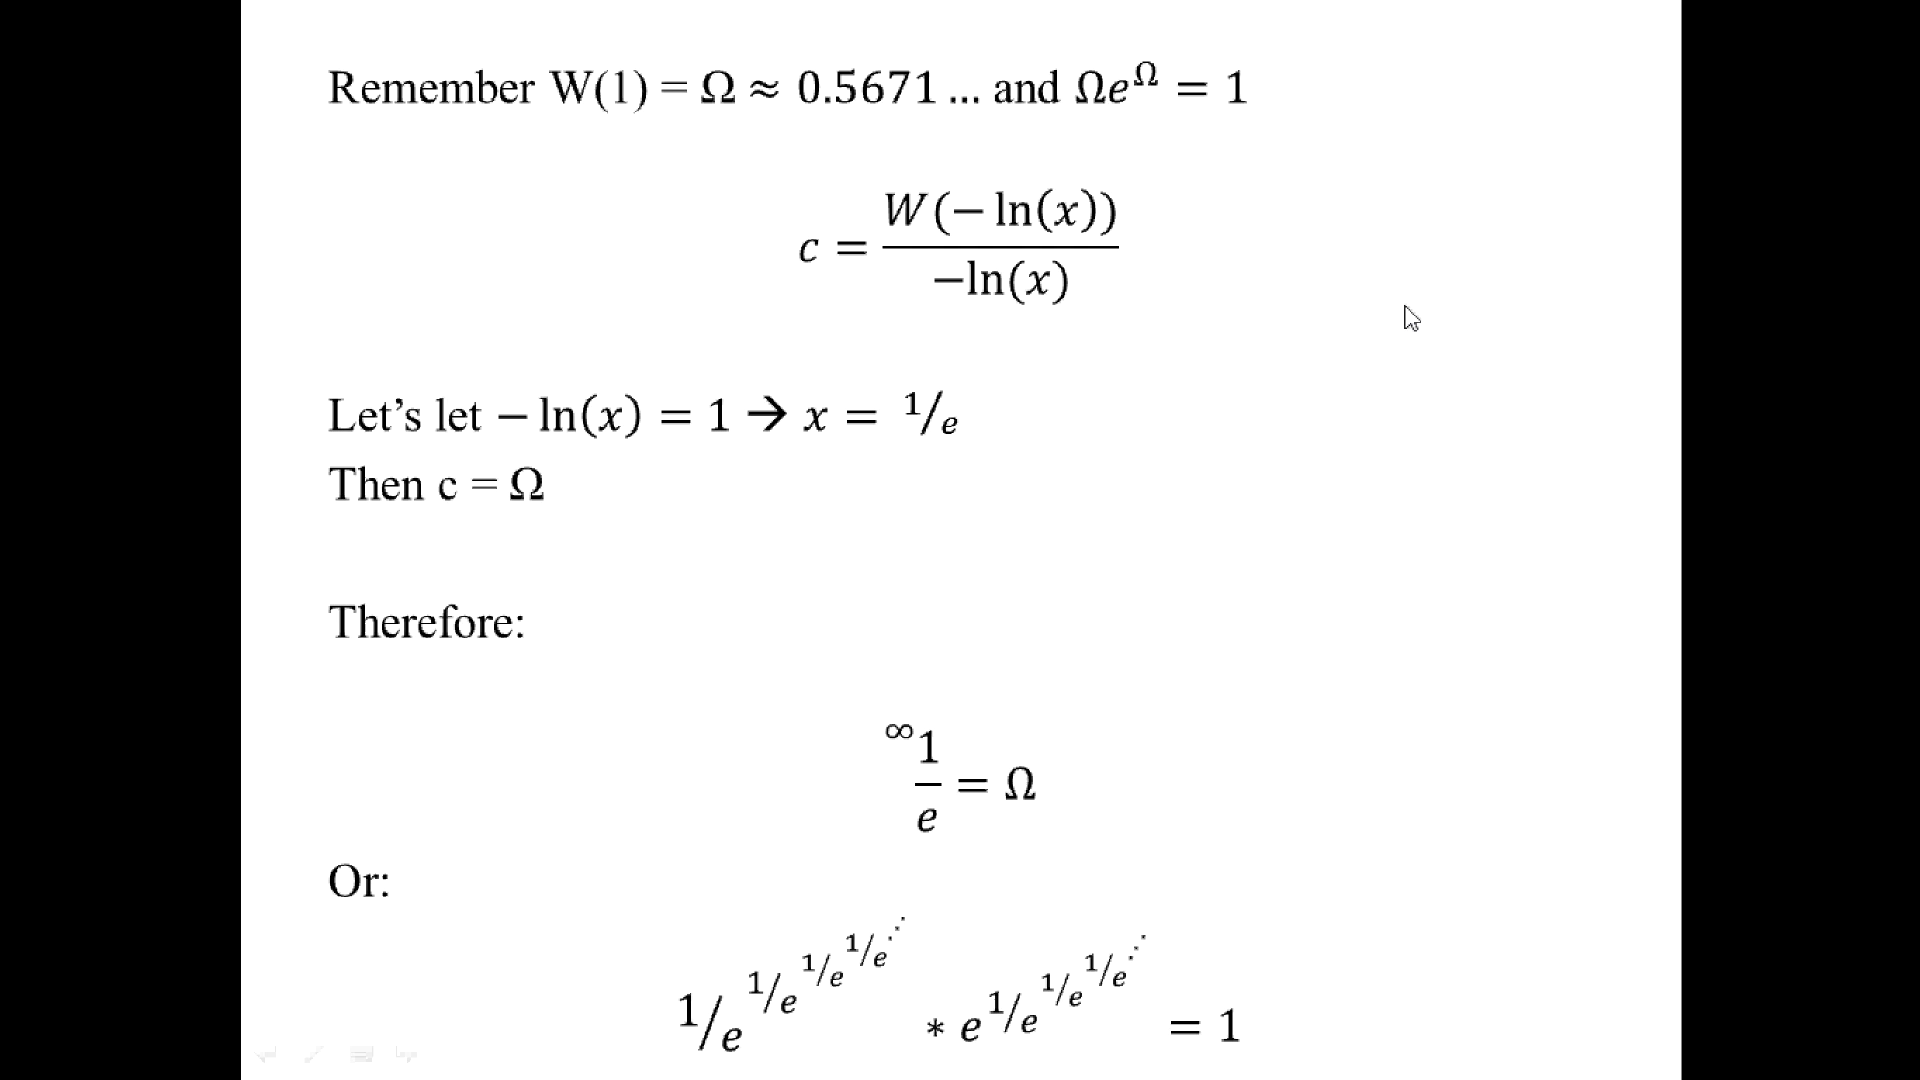 Remember W(1) = Ω ≈ 0.5671 … and Ωe^Ω = 1
c = W(− ln(x)) / −ln(x)
Let’s let − ln(x) = 1 → x = 1/e
Then c = Ω
Therefore:
^∞ 1/e = Ω
Or:
1/e^1/e^1/e^1/e^⋰ * e^1/e^1/e^1/e^⋰ = 1